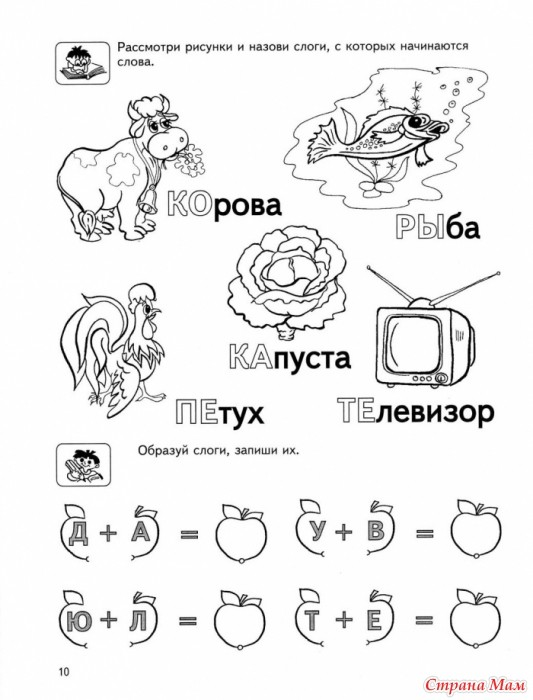 Рассмотри рисунки и назови слоги, с которых начинаются
слова.
КОрова
РЫба
КАпуста
ПЕтух
ТЕлевизор
Образуй слоги, запиши их.
Д + А = У + В =
Ю + Л = Т + Е =
10
Страна Мам